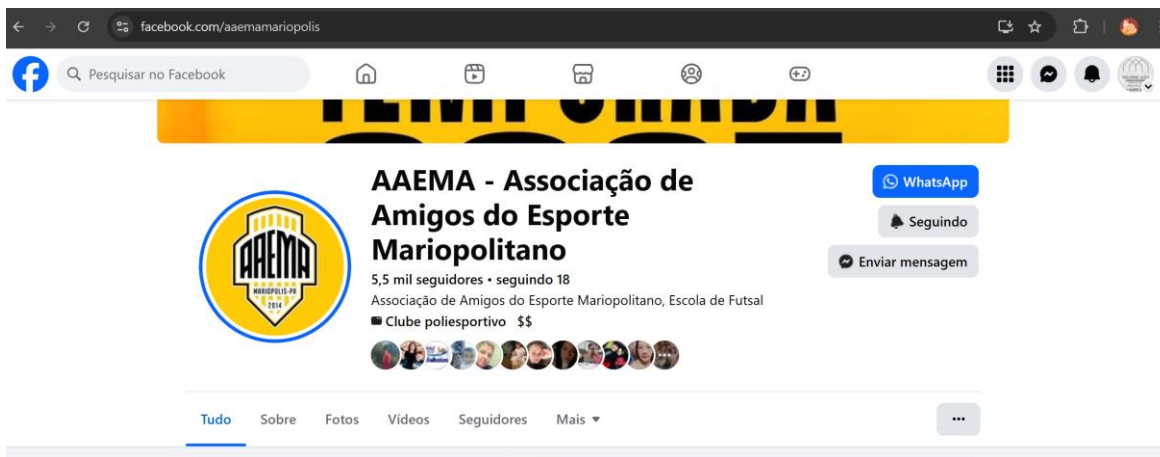 facebook.com/aaemamariopolis
Pesquisar no Facebook
TEMPORADA
AAEMA - Associação de
Amigos do Esporte
Mariopolitano
5,5 mil seguidores • seguindo 18
Associação de Amigos do Esporte Mariopolitano, Escola de Futsal
Clube poliesportivo $$
WhatsApp
Seguindo
Enviar mensagem
AAEMA
MARIÓPOLIS-PR
2014
Tudo Sobre Fotos Vídeos Seguidores Mais